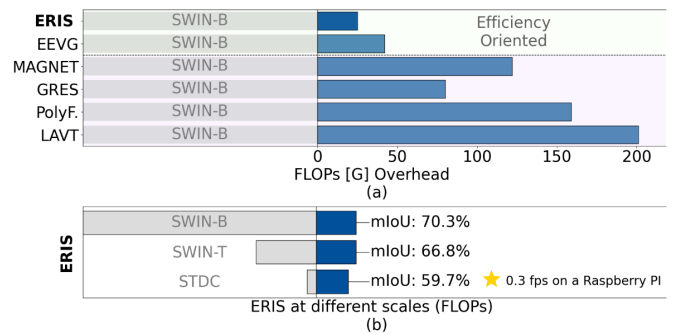 ERIS SWIN-B Efficiency
EEVG SWIN-B Oriented
MAGNET SWIN-B
GRES SWIN-B
PolyF. SWIN-B
LAVT SWIN-B
0 50 100 150 200
FLOPs [G] Overhead
(a)
ERIS
SWIN-B mIoU: 70.3%
SWIN-T mIoU: 66.8%
STDC mIoU: 59.7% 0.3 fps on a Raspberry PI
ERIS at different scales (FLOPs)
(b)